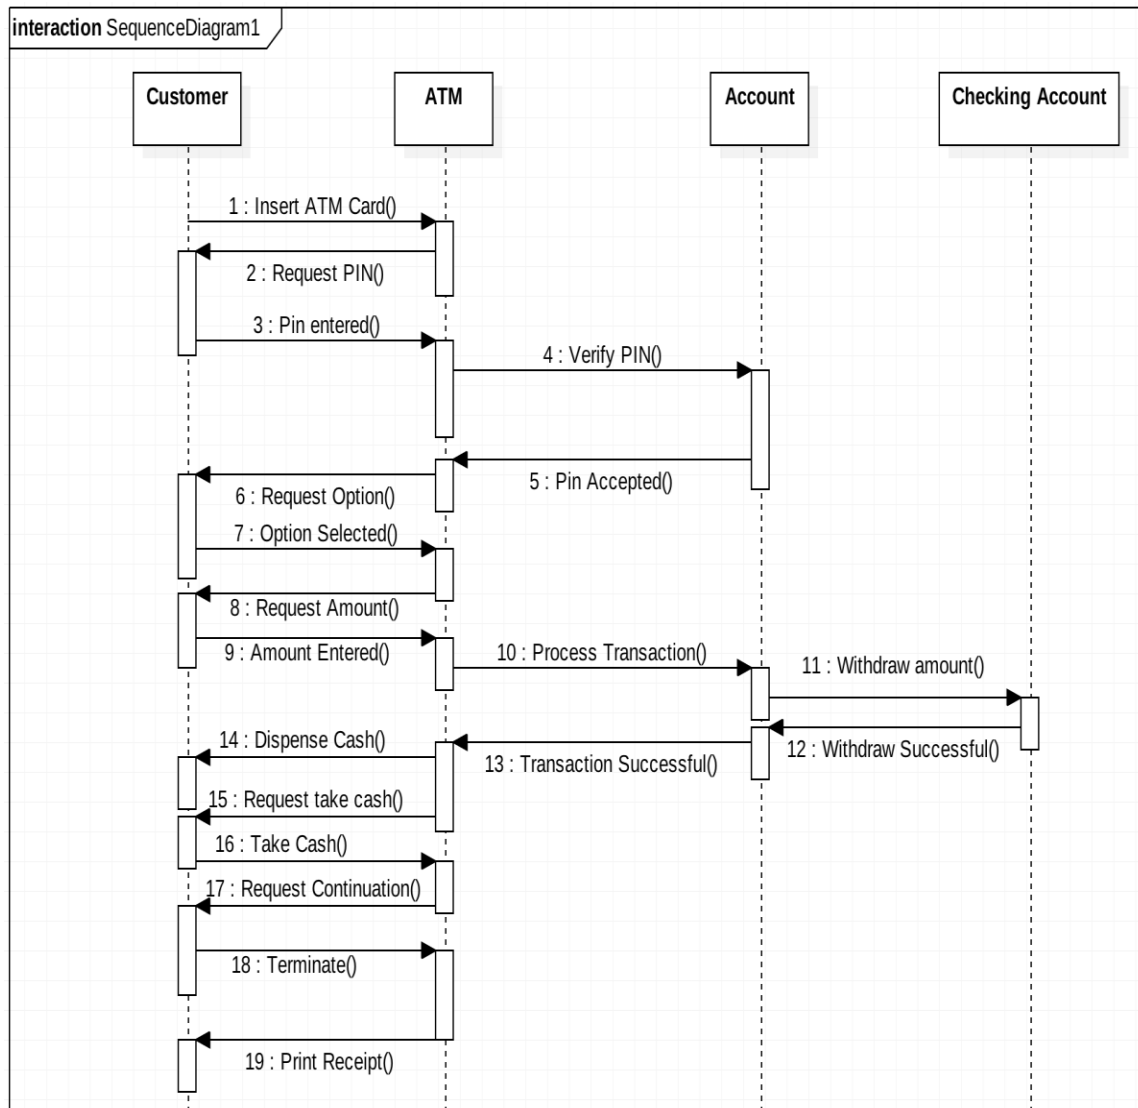 interaction SequenceDiagram1
Customer
ATM
Account
Checking Account
1 : Insert ATM Card()
2 : Request PIN()
3 : Pin entered()
4 : Verify PIN()
5 : Pin Accepted()
6 : Request Option()
7 : Option Selected()
8 : Request Amount()
9 : Amount Entered()
10 : Process Transaction()
11 : Withdraw amount()
12 : Withdraw Successful()
13 : Transaction Successful()
14 : Dispense Cash()
15 : Request take cash()
16 : Take Cash()
17 : Request Continuation()
18 : Terminate()
19 : Print Receipt()